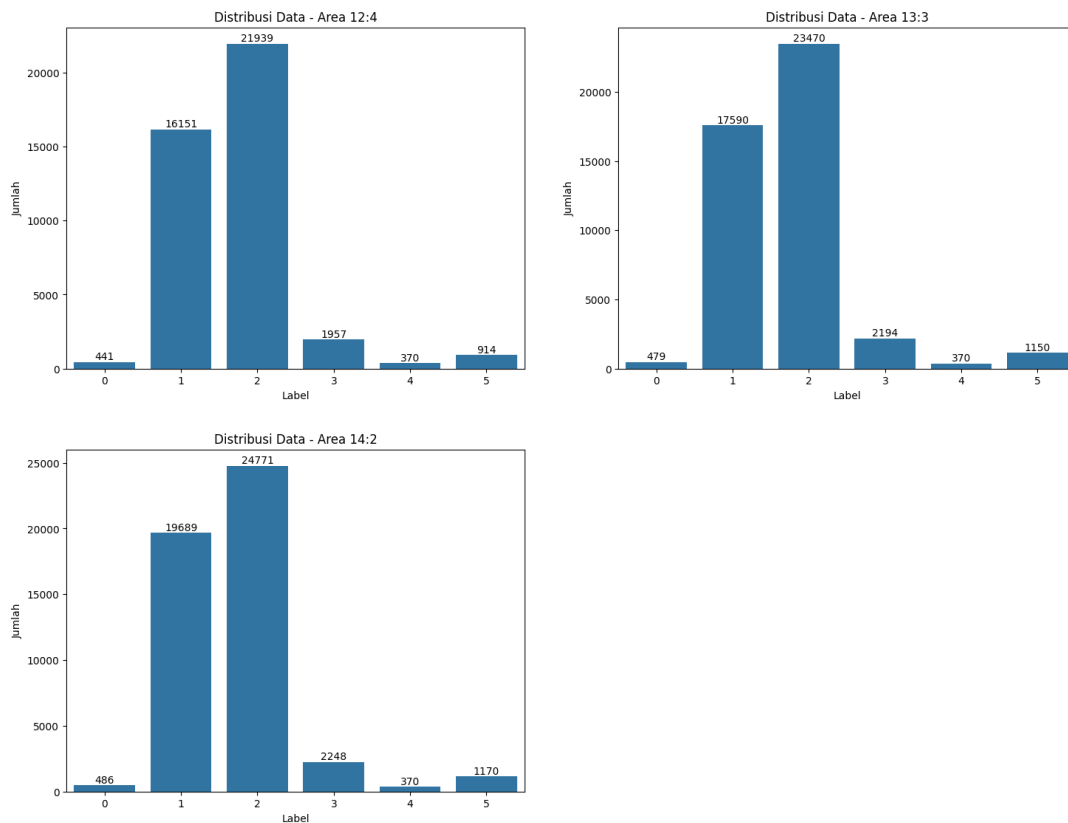 Distribusi Data - Area 12:4
21939
20000
16151
15000
Jumlah
10000
5000
1957
914
441
370
0
0 1 2 3 4 5
Label
Distribusi Data - Area 13:3
23470
20000
17590
15000
Jumlah
10000
5000
2194
1150
479
370
0
0 1 2 3 4 5
Label
Distribusi Data - Area 14:2
25000
24771
20000
19689
15000
Jumlah
10000
5000
2248
1170
486
370
0
0 1 2 3 4 5
Label